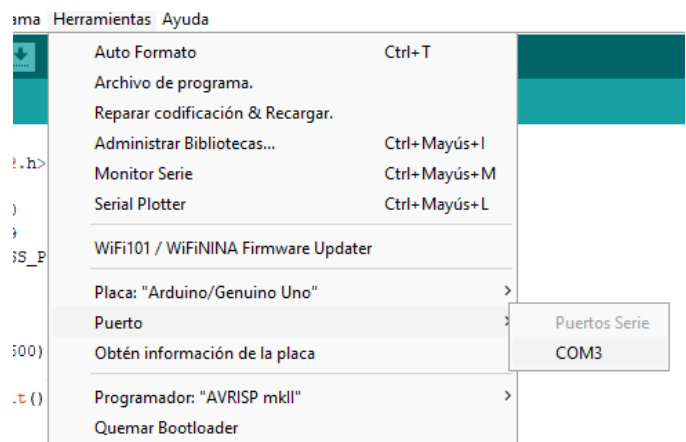 ama Herramientas Ayuda
Auto Formato Ctrl+T
Archivo de programa.
Reparar codificación & Recargar.
Administrar Bibliotecas... Ctrl+Mayús+I
.h>
Monitor Serie Ctrl+Mayús+M
Serial Plotter Ctrl+Mayús+L
SS_P
WiFi101 / WiFiNINA Firmware Updater
Placa: "Arduino/Genuino Uno"
Puerto
Puertos Serie
600)
Obtén información de la placa
COM3
.t()
Programador: "AVRISP mkII"
Quemar Bootloader